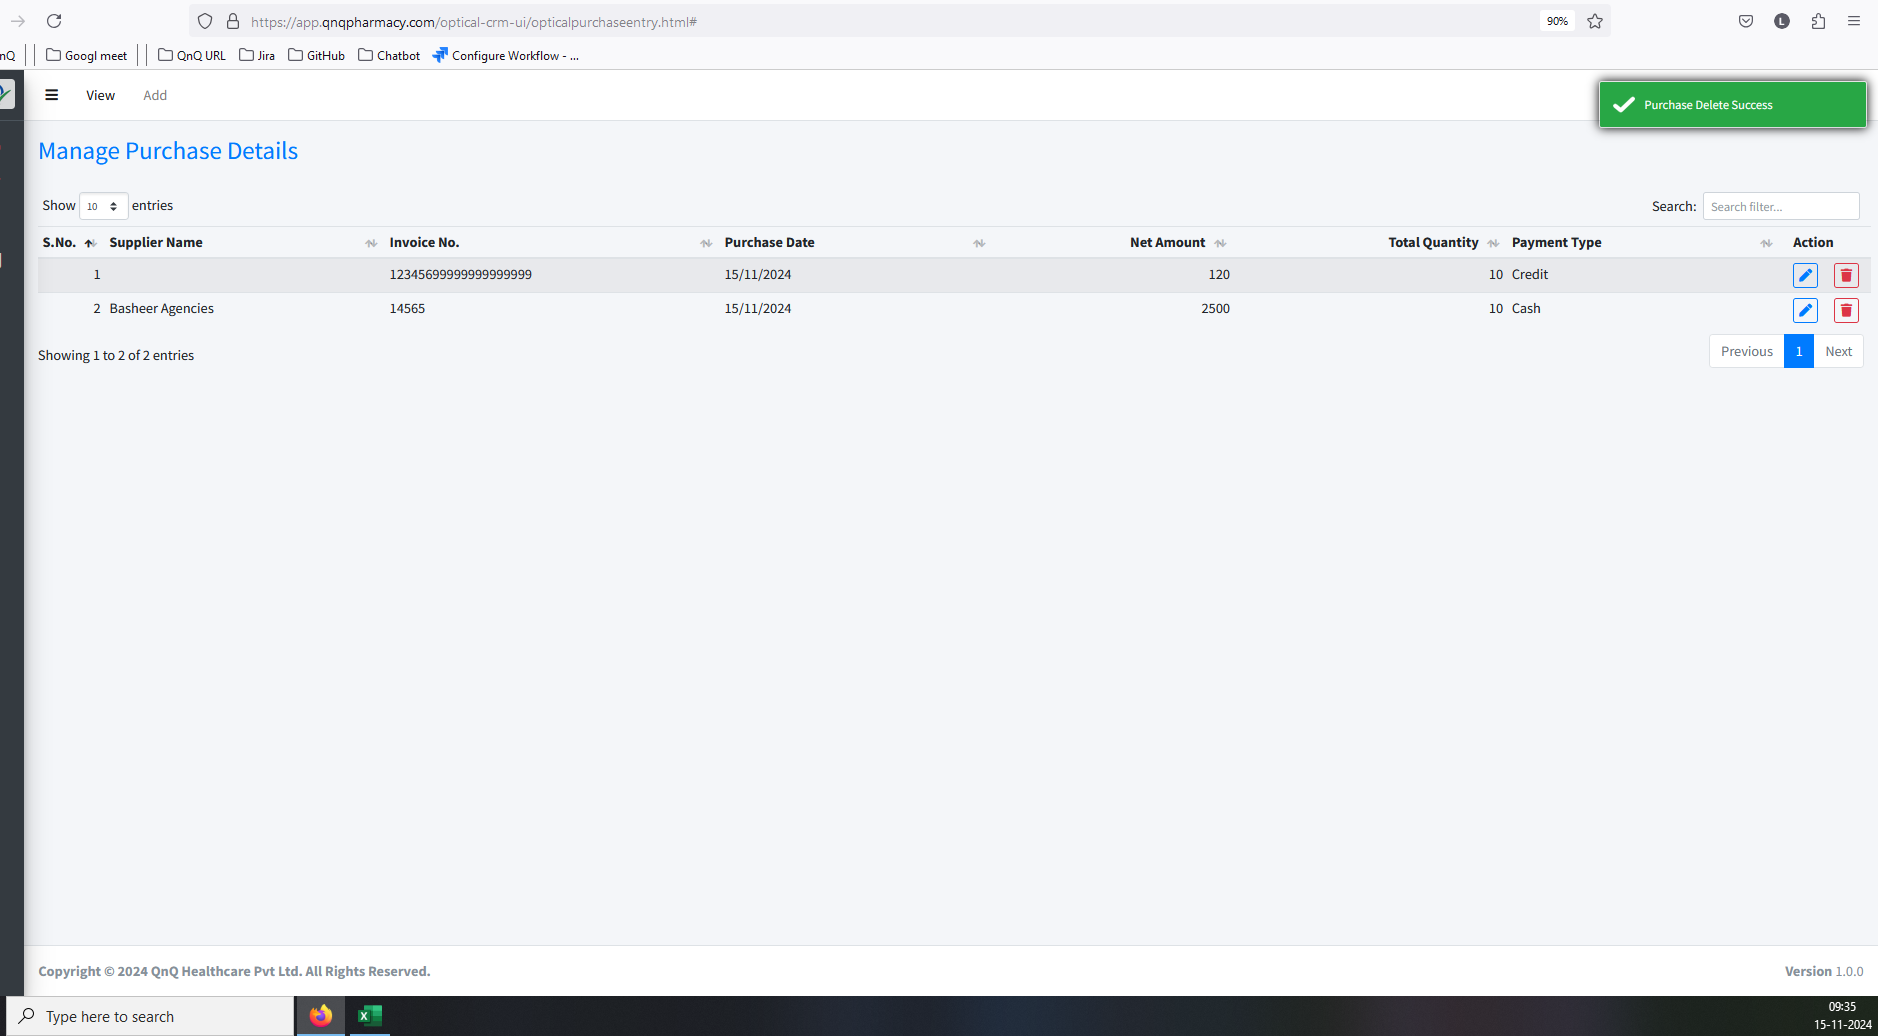 https://app.qnqpharmacy.com/optical-crm-ui/opticalpurchaseentry.html#
90%
L
nQ
Googl meet
QnQ URL
Jira
GitHub
Chatbot
Configure Workflow - ...
View
Add
Purchase Delete Success
Manage Purchase Details
Show 10 entries
Search: Search filter...
S.No. Supplier Name Invoice No. Purchase Date Net Amount Total Quantity Payment Type Action
1 12345699999999999999 15/11/2024 120 10 Credit
2 Basheer Agencies 14565 15/11/2024 2500 10 Cash
Showing 1 to 2 of 2 entries
Previous 1 Next
Copyright © 2024 QnQ Healthcare Pvt Ltd. All Rights Reserved.
Version 1.0.0
Type here to search
09:35
15-11-2024